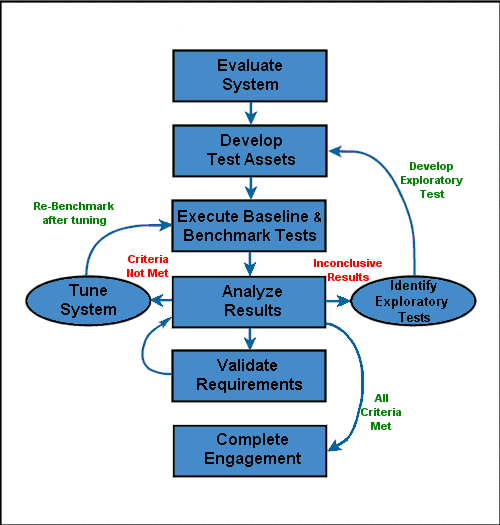 Evaluate
System
Develop
Test Assets
Develop
Exploratory
Test
Re-Benchmark
after tuning
Execute Baseline &
Benchmark Tests
Criteria
Not Met
Inconclusive
Results
Tune
System
Analyze
Results
Identify
Exploratory
Tests
Validate
Requirements
All
Criteria
Met
Complete
Engagement